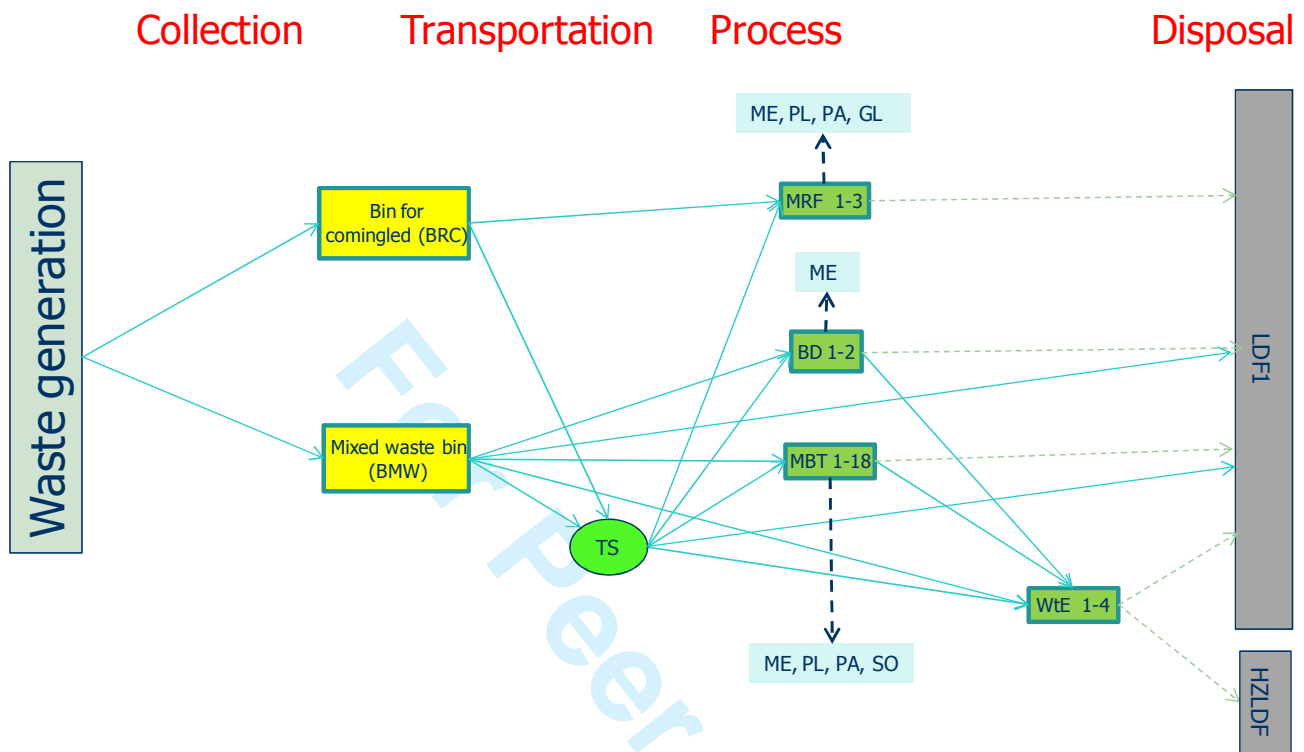 Collection
Transportation
Process
Disposal
Waste generation
Bin for
comingled (BRC)
Mixed waste bin
(BMW)
TS
ME, PL, PA, GL
MRF 1-3
ME
BD 1-2
MBT 1-18
ME, PL, PA, SO
WtE 1-4
LDF1
HZLDF
For Peer